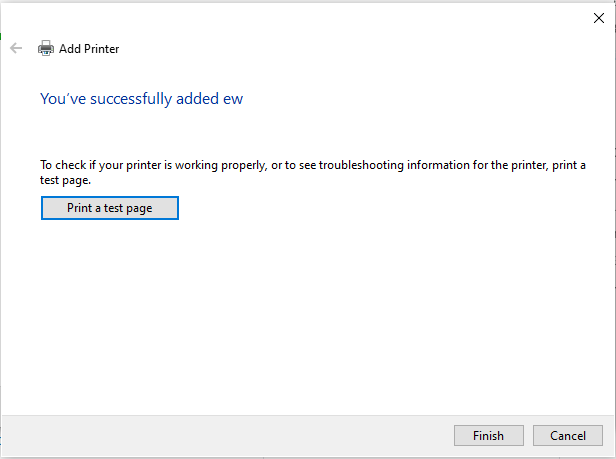 Add Printer
You've successfully added ew
To check if your printer is working properly, or to see troubleshooting information for the printer, print a
test page.
Print a test page
Finish
Cancel